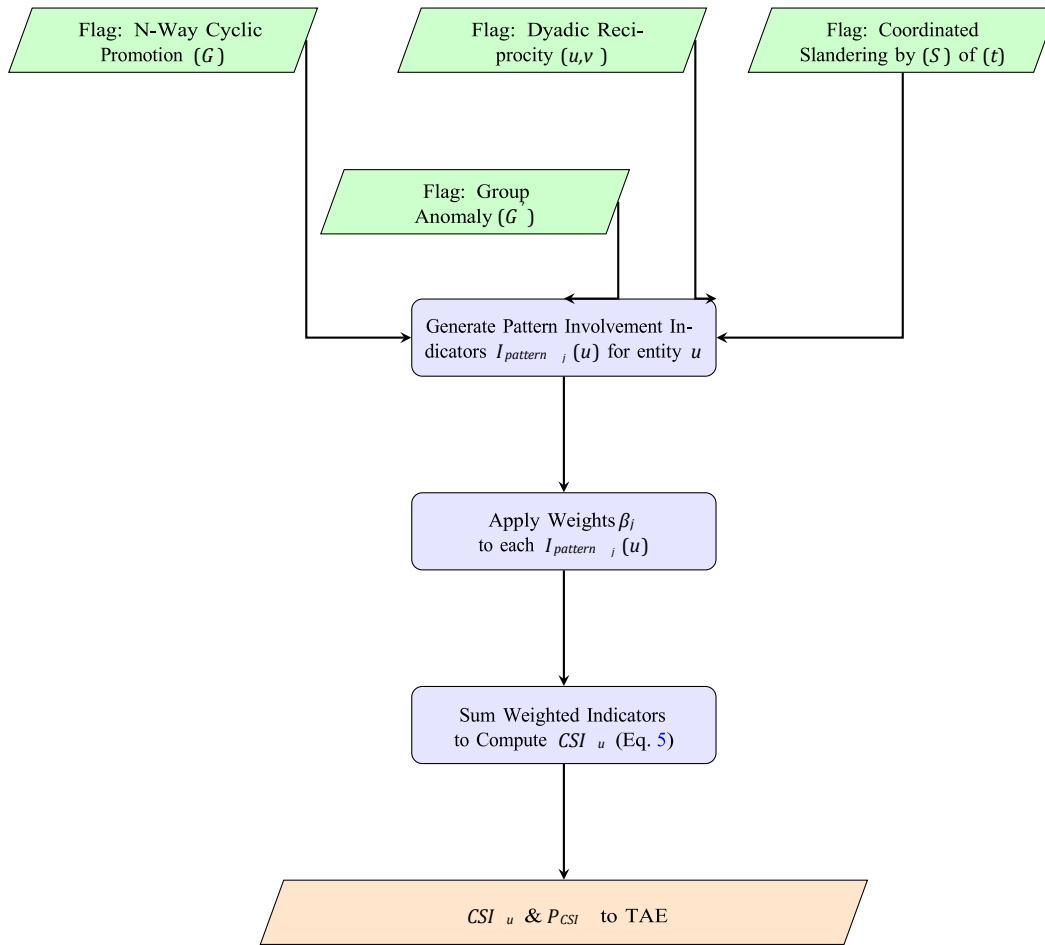 Flag: N-Way Cyclic
Promotion (G)
Flag: Dyadic Reci-
procity (u,v)
Flag: Coordinated
Slandering by (S) of (t)
Flag: Group
Anomaly (G')
Generate Pattern Involvement In-
dicators I pattern j (u) for entity u
Apply Weights βj
to each I pattern j (u)
Sum Weighted Indicators
to Compute CSI u (Eq. 5)
CSI u & PCSI to TAE